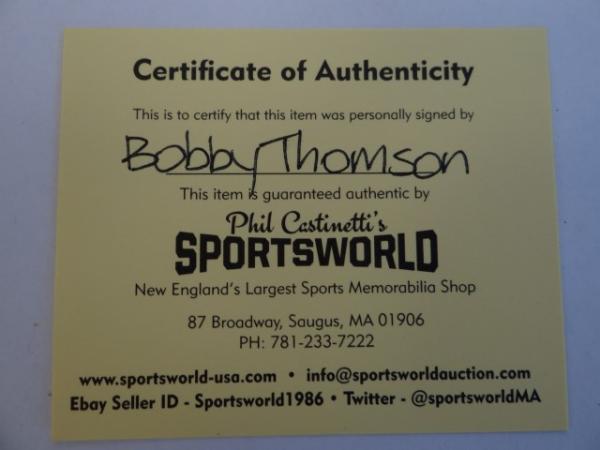 Certificate of Authenticity
This is to certify that this item was personally signed by
Bobby Thomson
This item is guaranteed authentic by
Phil Castinetti's
SPORTSWORLD
New England's Largest Sports Memorabilia Shop
87 Broadway, Saugus, MA 01906
PH: 781-233-7222
www.sportsworld-usa.com • info@sportsworldauction.com
Ebay Seller ID - Sportsworld1986 • Twitter - @sportsworldMA